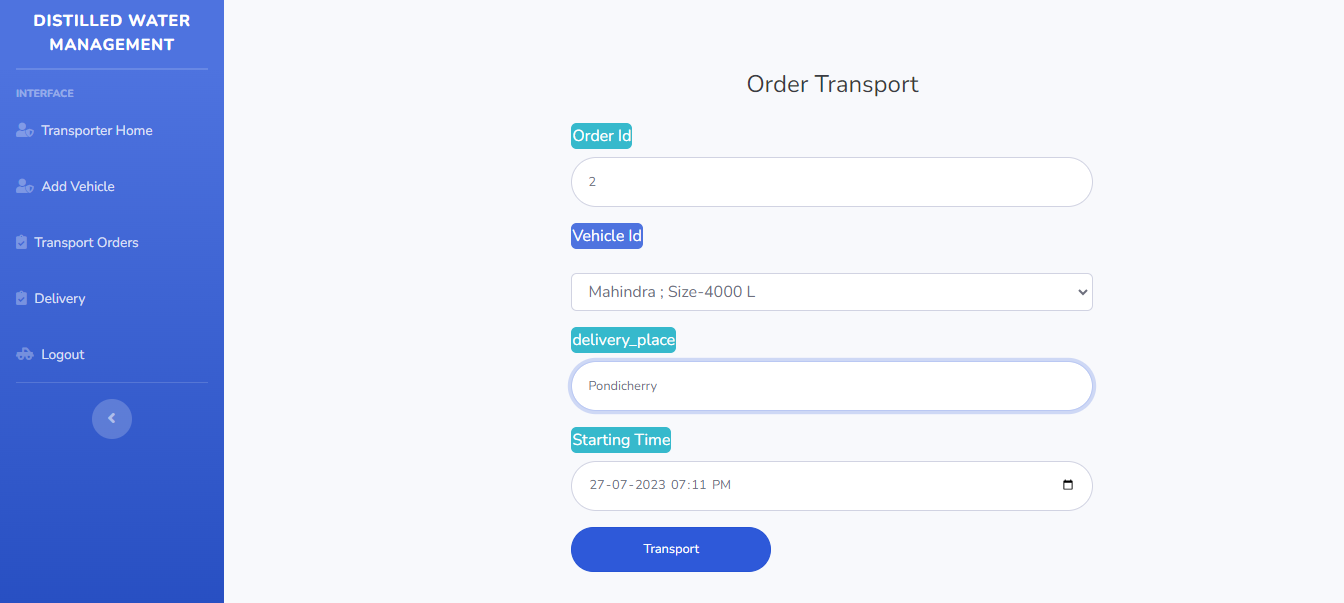 DISTILLED WATER
MANAGEMENT
INTERFACE
Transporter Home
Add Vehicle
Transport Orders
Delivery
Logout
Order Transport
Order Id
2
Vehicle Id
Mahindra ; Size-4000 L
delivery_place
Pondicherry
Starting Time
27-07-2023 07:11 PM
Transport